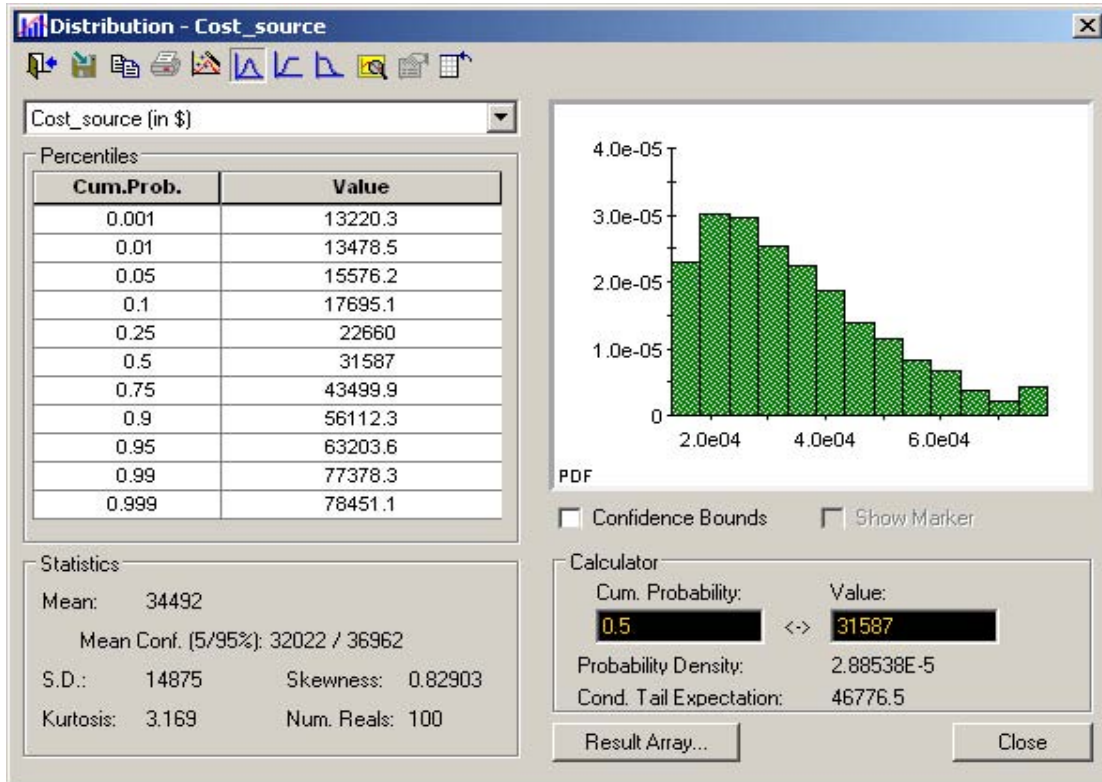 Distribution - Cost_source
Cost_source (in $)
Percentiles
Cum.Prob. Value
0.001 13220.3
0.01 13478.5
0.05 15576.2
0.1 17695.1
0.25 22660
0.5 31587
0.75 43499.9
0.9 56112.3
0.95 63203.6
0.99 77378.3
0.999 78451.1
Statistics
Mean: 34492
Mean Conf. (5/95%): 32022 / 36962
S.D.: 14875 Skewness: 0.82903
Kurtosis: 3.169 Num. Reals: 100
4.0e-05
3.0e-05
2.0e-05
1.0e-05
0
2.0e04 4.0e04 6.0e04
PDF
Confidence Bounds Show Marker
Calculator
Cum. Probability: Value:
0.5 <-> 31587
Probability Density: 2.88538E-5
Cond. Tail Expectation: 46776.5
Result Array... Close